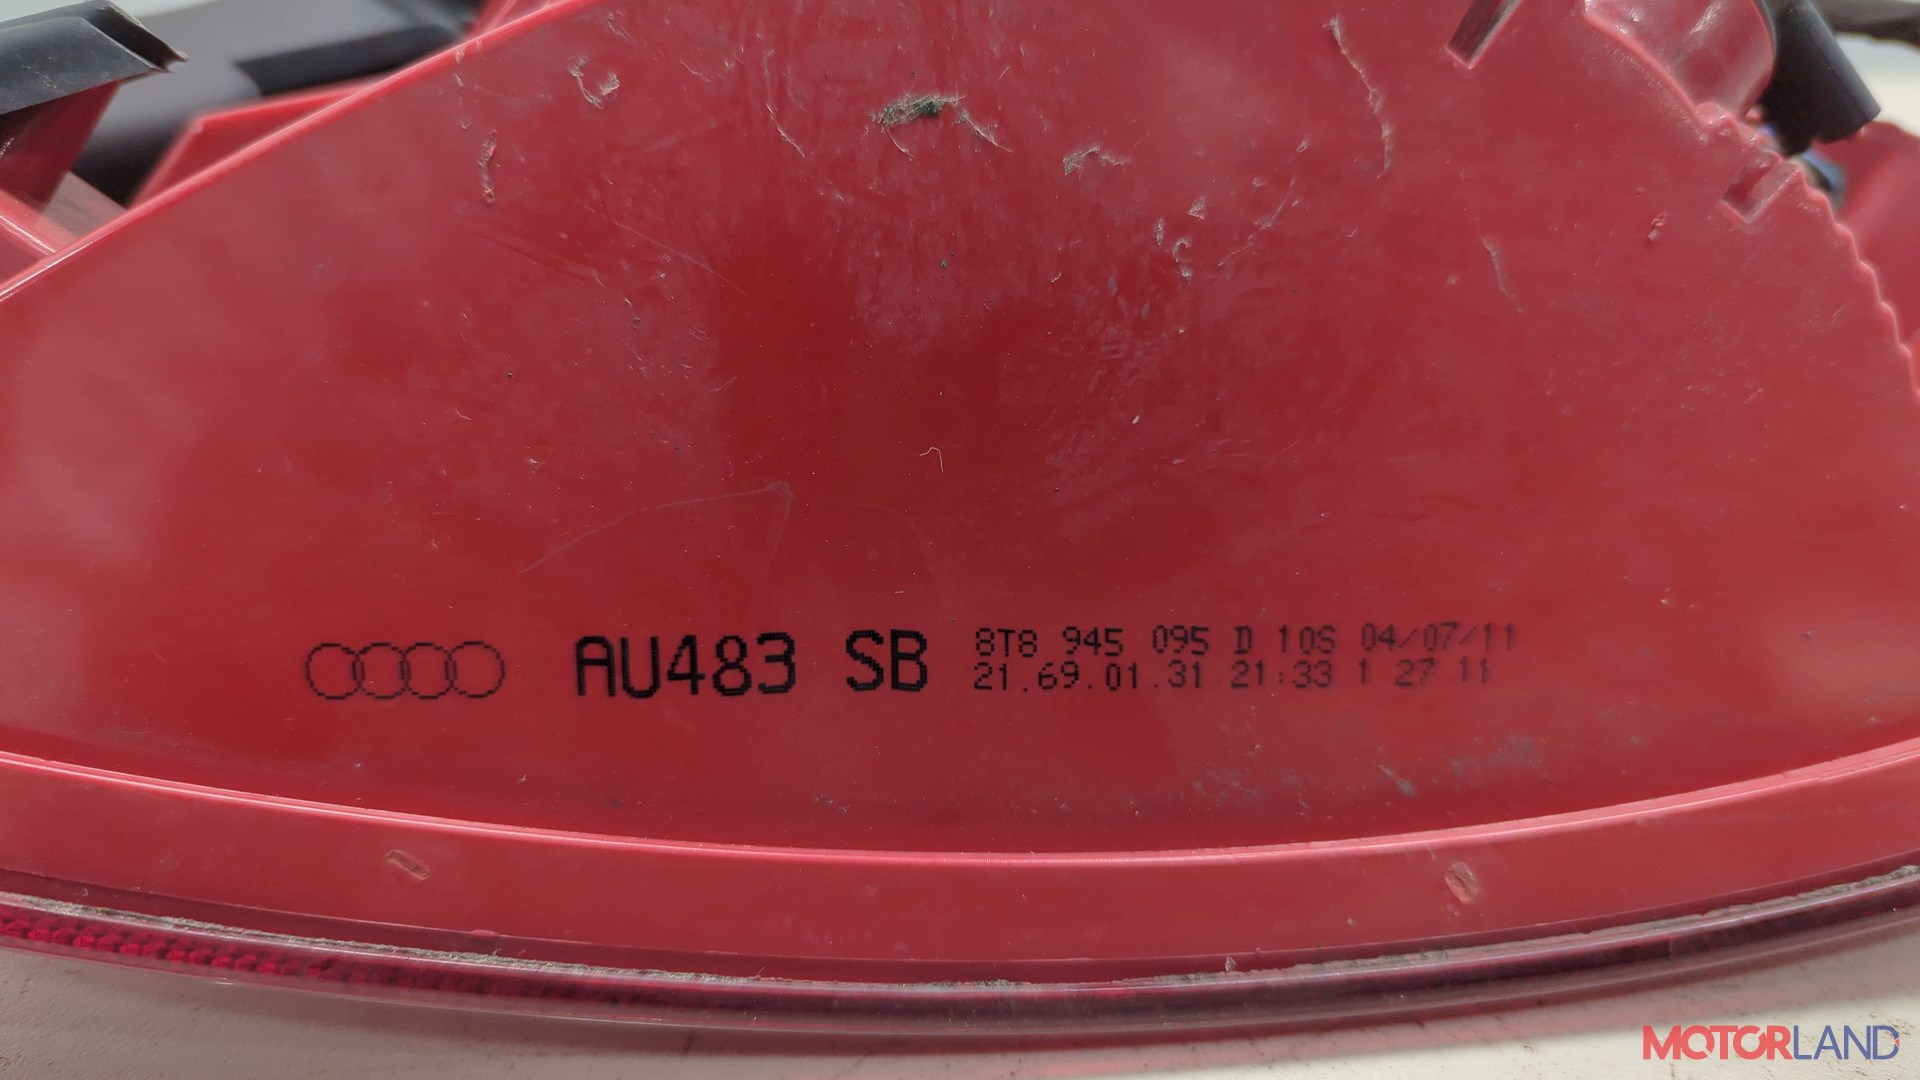 AU483 SB
8T8 945 095 D 10S 04/07/11
21.69.01.31 21:33 1 27 11
MOTORLAND